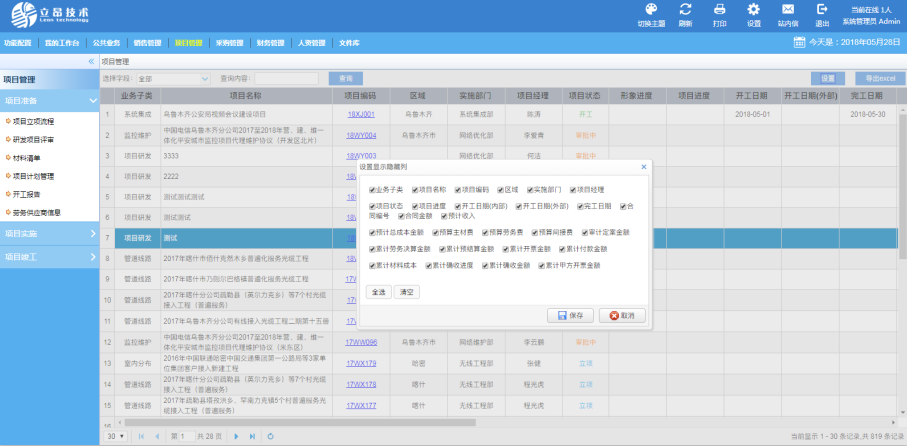 立昂技术
Leon technology
切换主题 刷新 打印 设置 站内信 退出
当前在线 1人
系统管理员 Admin
功能配置 我的工作台 公共业务 销售管理 项目管理 采购管理 财务管理 人资管理 文件库
今天是：2018年05月28日
项目管理
项目准备
项目立项流程
研发项目评审
材料清单
项目计划管理
开工报告
劳务供应商信息
项目实施
项目竣工
项目管理
选择字段: 全部 查询内容: 查询 设置 导出excel
业务子类 项目名称 项目编码 区域 实施部门 项目经理 项目状态 形象进度 项目进度 开工日期 开工日期(外部) 完工日期
1 系统集成 乌鲁木齐公安局视频会议建设项目 18XJ001 乌鲁木齐 系统集成部 陈涛 开工 2018-05-01 2018-05-30
2 监控维护 中国电信乌鲁木齐分公司2017至2018年营、建、维一
体化平安城市监控项目代理维护协议（开发区北片） 18WY004 乌鲁木齐市 网络优化部 李爱青 审批中
3 项目研发 3333 18WY003 网络优化部 何洁 审批中
4 项目研发 2222
5 项目研发 测试测试测试
6 项目研发 测试测试
7 项目研发 测试
8 管道线路 2017年喀什市佰什克然木乡普遍化服务光缆工程
9 管道线路 2017年喀什市乃则尔巴格镇普遍化服务光缆工程
10 管道线路 2017年喀什分公司疏勒县（英尔力克乡）等7个村光缆
接入工程（普遍服务）
11 管道线路 2017年乌鲁木齐分公司有线接入光缆工程二期第十五册
12 监控维护 中国电信乌鲁木齐分公司2017至2018年营、建、维一
体化平安城市监控项目代理维护协议（米东区） 17WW096 乌鲁木齐市 网络维护部 李云鹏 审批中
13 室内分布 2016年中国联通哈密中国交通集团第一公路局等3家单
位集团客户接入新建工程 17WX179 哈密 无线工程部 张健 立项
14 管道线路 2017年喀什分公司疏勒县（英尔力克乡）等7个村光缆
接入工程（普遍服务） 17WX178 喀什 无线工程部 程光虎 立项
15 管道线路 2017年疏勒县塔孜洪乡、罕南力克镇5个村普遍服务光
缆接入工程（普遍服务） 17WX177 喀什 无线工程部 程光虎 立项
设置显示隐藏列
业务子类 项目名称 项目编码 区域 实施部门 项目经理
项目状态 项目进度 开工日期(内部) 开工日期(外部) 完工日期 合
同编号 合同金额 预计收入
预计总成本金额 预算主材费 预算劳务费 预算间接费 审计定案金额
累计劳务决算金额 累计预结算金额 累计开票金额 累计付款金额
累计材料成本 累计确收进度 累计确收金额 累计甲方开票金额
全选 清空
保存 取消
30 第 1 共 28 页 当前显示 1 - 30 条记录,共 819 条记录